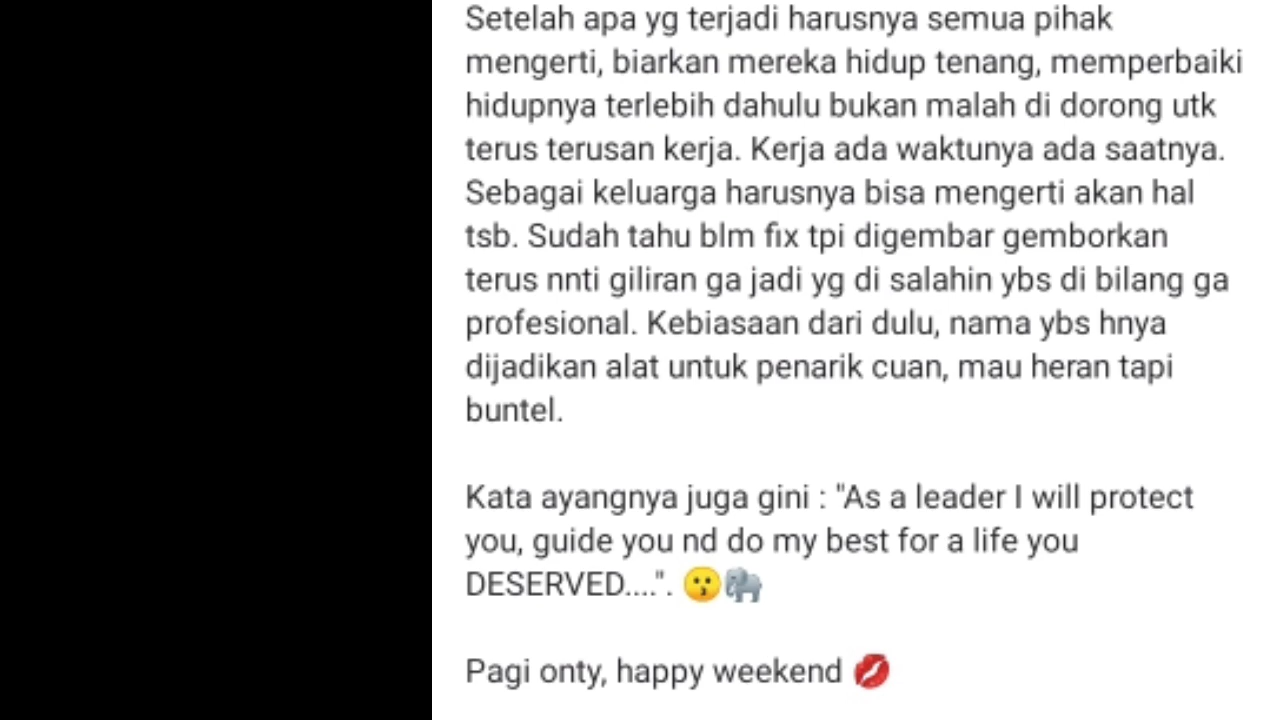 Setelah apa yg terjadi harusnya semua pihak
mengerti, biarkan mereka hidup tenang, memperbaiki
hidupnya terlebih dahulu bukan malah di dorong utk
terus terusan kerja. Kerja ada waktunya ada saatnya.
Sebagai keluarga harusnya bisa mengerti akan hal
tsb. Sudah tahu blm fix tpi digembar gemborkan
terus nnti giliran ga jadi yg di salahin ybs di bilang ga
profesional. Kebiasaan dari dulu, nama ybs hnya
dijadikan alat untuk penarik cuan, mau heran tapi
buntel.

Kata ayangnya juga gini : "As a leader I will protect
you, guide you nd do my best for a life you
DESERVED....". 😗🐘

Pagi onty, happy weekend 💋